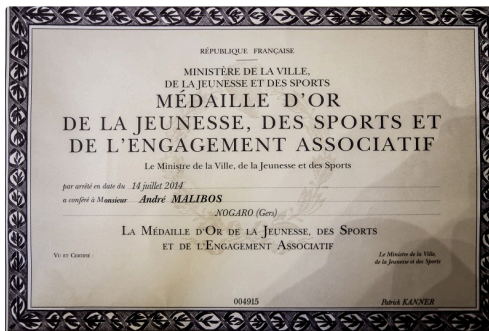 RÉPUBLIQUE FRANÇAISE
MINISTÈRE DE LA VILLE,
DE LA JEUNESSE ET DES SPORTS
MÉDAILLE D'OR
DE LA JEUNESSE, DES SPORTS ET
DE L'ENGAGEMENT ASSOCIATIF
Le Ministre de la Ville, de la Jeunesse et des Sports
par arrêté en date du 14 juillet 2014
a conféré à Monsieur André MALIBOS
NOGARO (Gers)
LA MÉDAILLE D'OR DE LA JEUNESSE, DES SPORTS
ET DE L'ENGAGEMENT ASSOCIATIF
VU ET CERTIFIÉ
Le Ministre de la Ville,
de la Jeunesse et des Sports
004915
Patrick KANNER